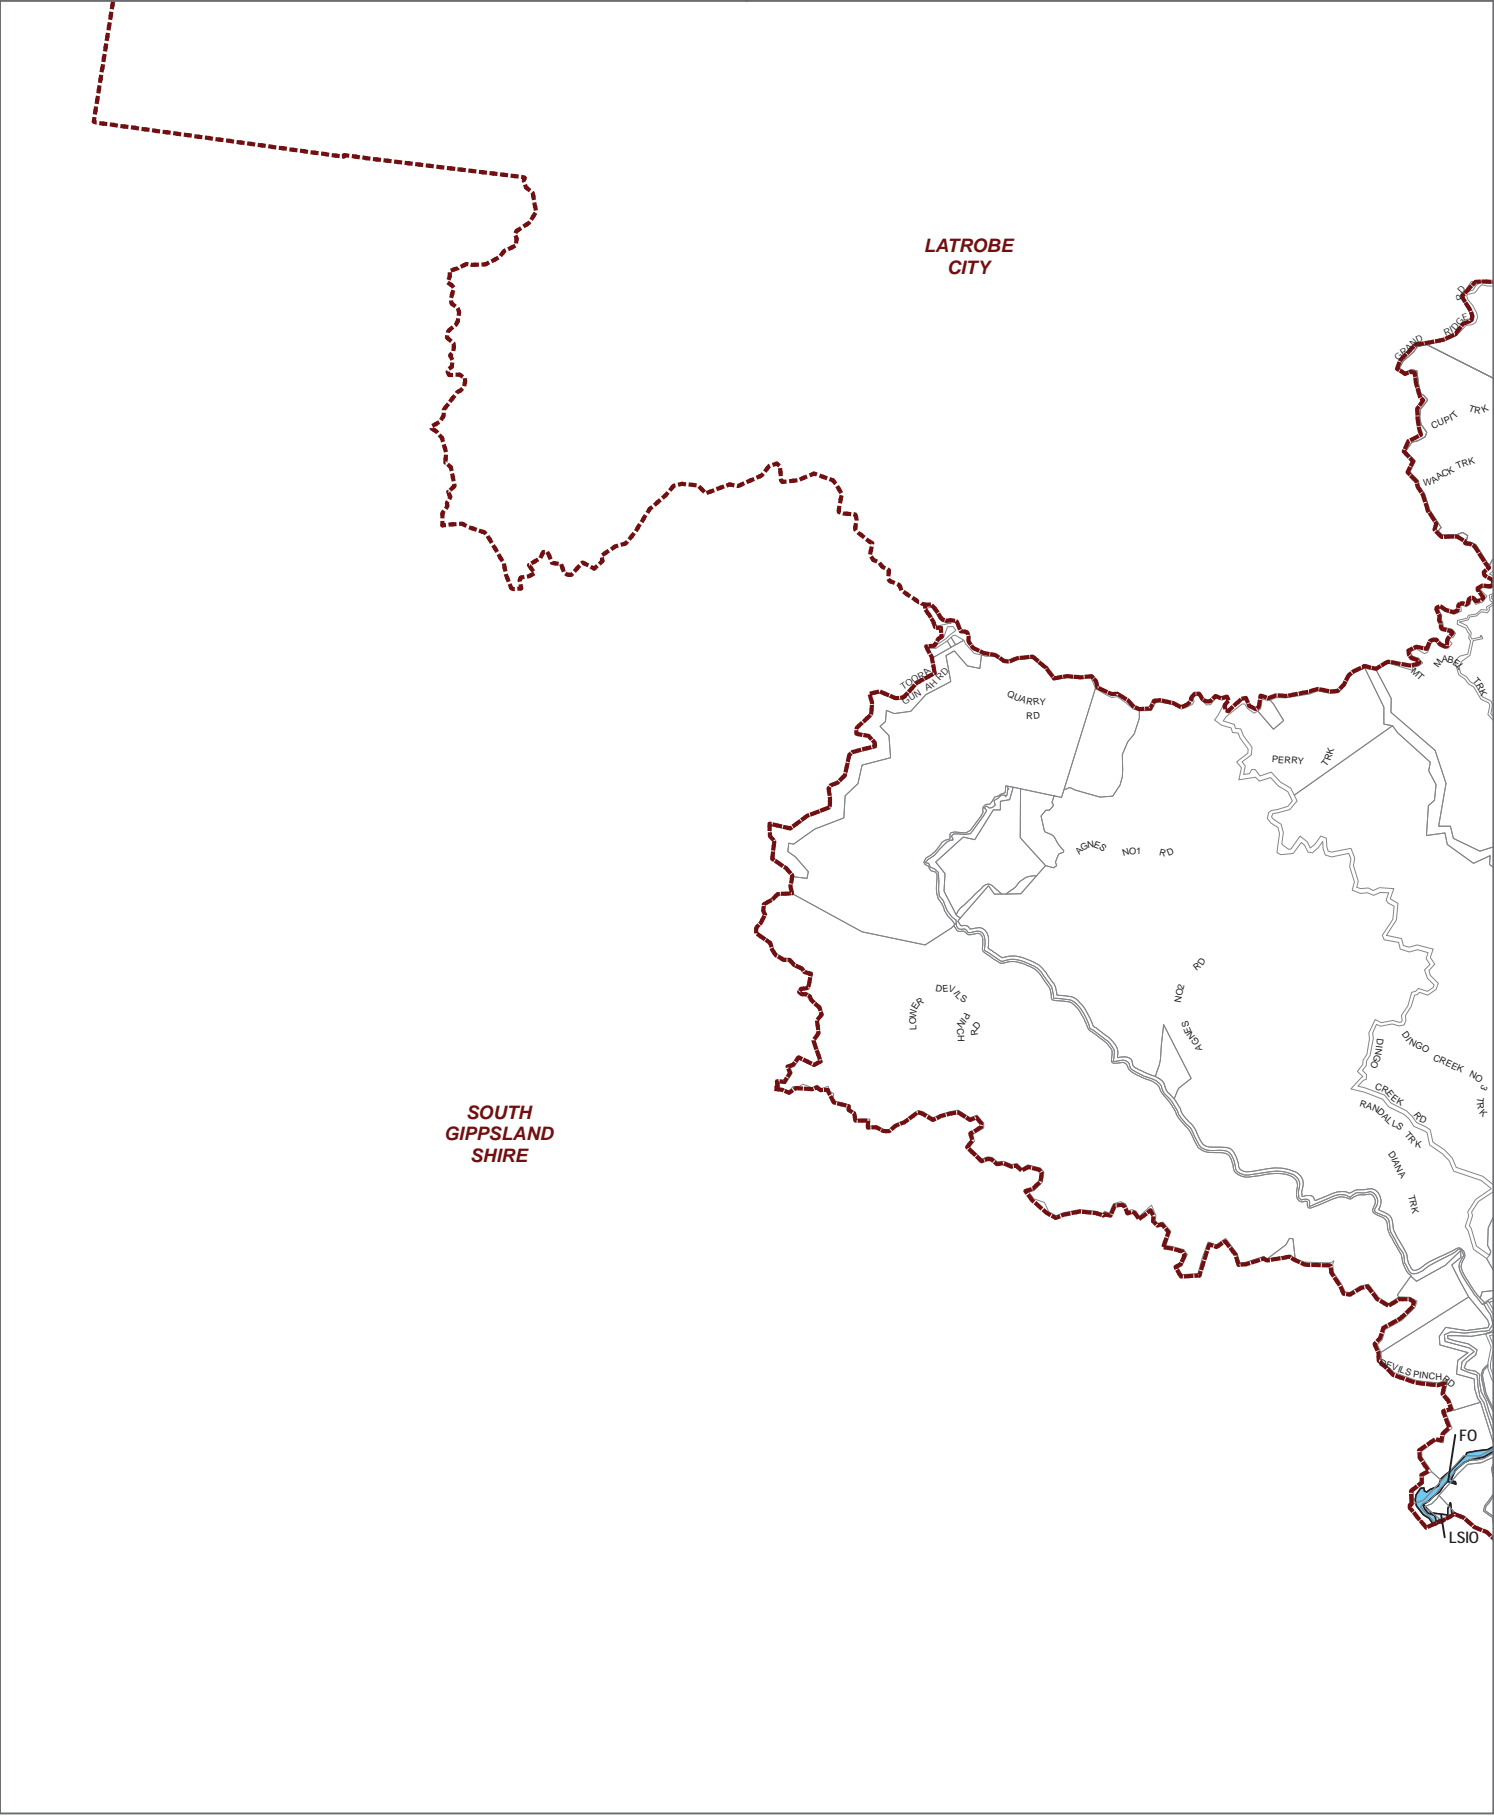 LATROBE
CITY
GRAND RIDGE RD
CUPIT TRK
WAACK TRK
MT MABEL TRK
TOORA
GUN AH RD
QUARRY
RD
PERRY TRK
AGNES NO1 RD
AGNES NO2 RD
LOWER DEVILS PINCH RD
DINGO CREEK RD
DINGO CREEK NO 3 TRK
RANDALLS TRK
DIANA TRK
SOUTH
GIPPSLAND
SHIRE
DEVILS PINCH RD
FO
LSIO